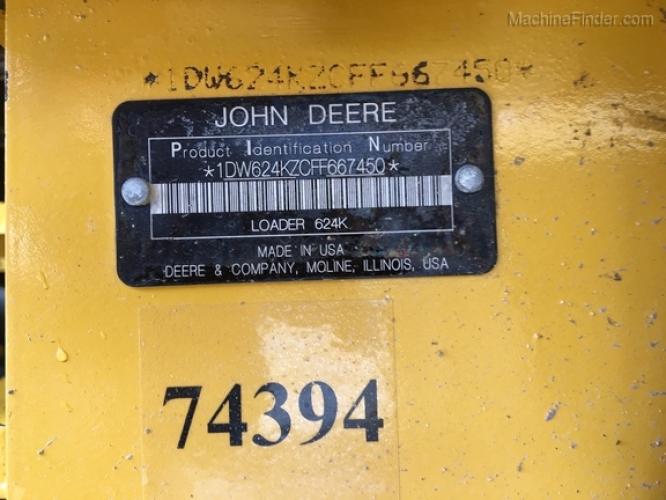 MachineFinder.com
*1DW624KZCFF667450*
JOHN DEERE
Product Identification Number
*1DW624KZCFF667450*
LOADER 624K
MADE IN USA
DEERE & COMPANY, MOLINE, ILLINOIS, USA
74394